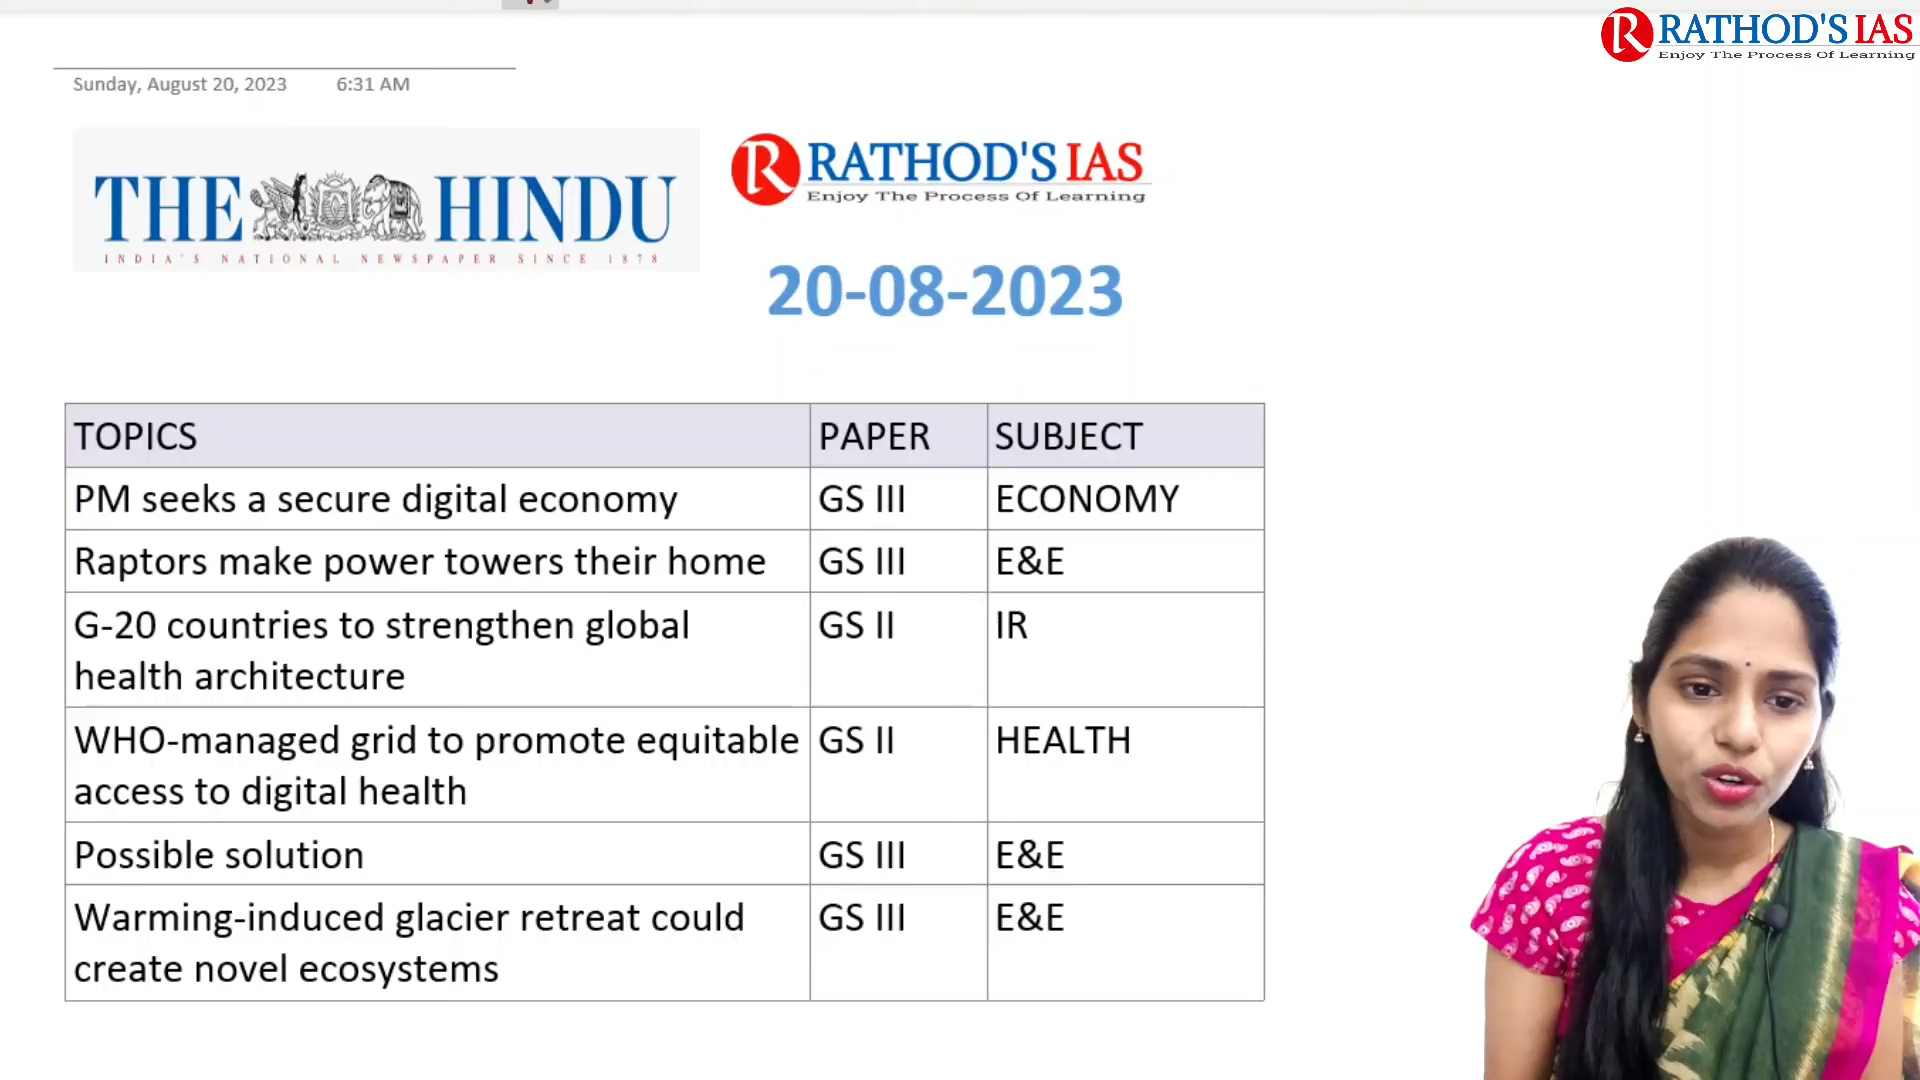 RATHOD'S IAS
Enjoy The Process Of Learning
Sunday, August 20, 2023 6:31 AM
THE HINDU
INDIA'S NATIONAL NEWSPAPER SINCE 1878
R RATHOD'S IAS
Enjoy The Process Of Learning
20-08-2023
TOPICS PAPER SUBJECT
PM seeks a secure digital economy GS III ECONOMY
Raptors make power towers their home GS III E&E
G-20 countries to strengthen global GS II IR
health architecture
WHO-managed grid to promote equitable GS II HEALTH
access to digital health
Possible solution GS III E&E
Warming-induced glacier retreat could GS III E&E
create novel ecosystems